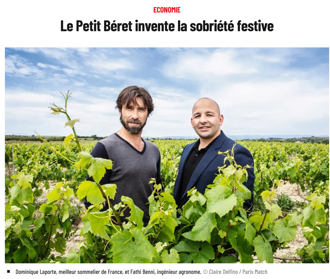 ECONOMIE
Le Petit Béret invente la sobriété festive
Dominique Laporte, meilleur sommelier de France, et Fathi Benni, ingénieur agronome. © Claire Delfino / Paris Match